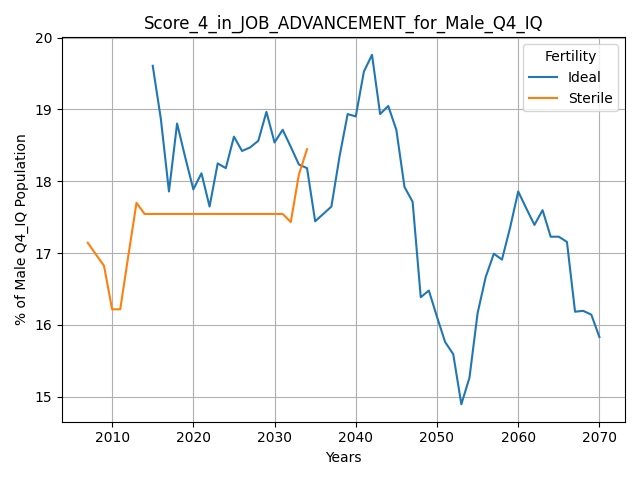 Score_4_in_JOB_ADVANCEMENT_for_Male_Q4_IQ
% of Male Q4_IQ Population
20
19
18
17
16
15
Fertility
Ideal
Sterile
2010 2020 2030 2040 2050 2060 2070
Years